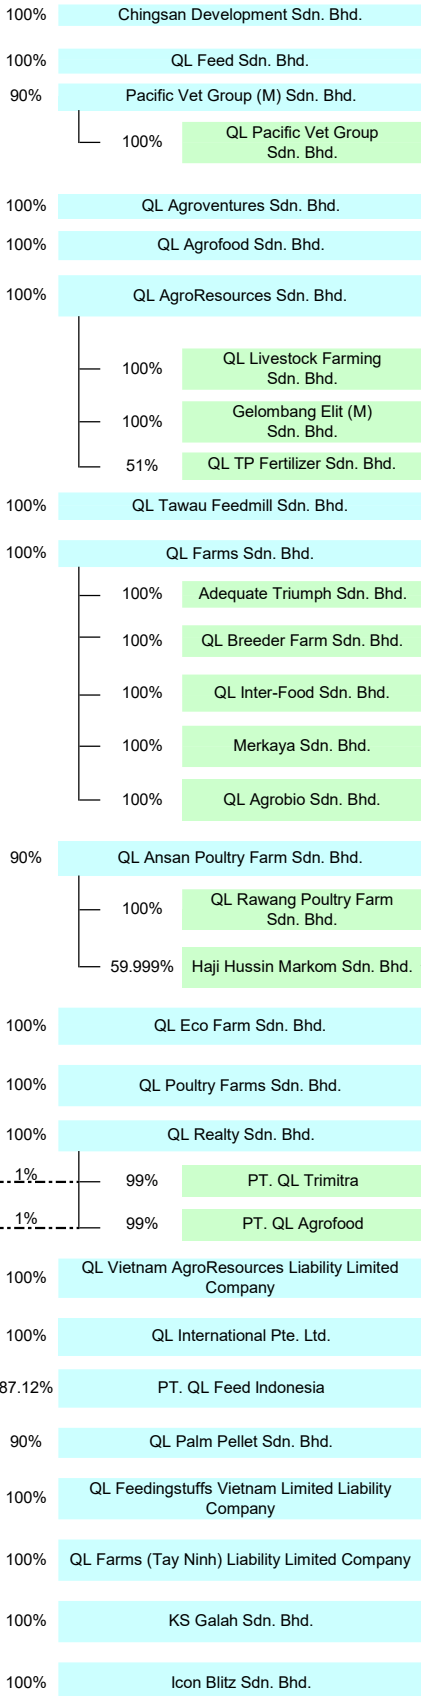 100% Chingsan Development Sdn. Bhd.
100% QL Feed Sdn. Bhd.
90% Pacific Vet Group (M) Sdn. Bhd.
100% QL Pacific Vet Group
Sdn. Bhd.
100% QL Agroventures Sdn. Bhd.
100% QL Agrofood Sdn. Bhd.
100% QL AgroResources Sdn. Bhd.
100% QL Livestock Farming
Sdn. Bhd.
100% Gelombang Elit (M)
Sdn. Bhd.
51% QL TP Fertilizer Sdn. Bhd.
100% QL Tawau Feedmill Sdn. Bhd.
100% QL Farms Sdn. Bhd.
100% Adequate Triumph Sdn. Bhd.
100% QL Breeder Farm Sdn. Bhd.
100% QL Inter-Food Sdn. Bhd.
100% Merkaya Sdn. Bhd.
100% QL Agrobio Sdn. Bhd.
90% QL Ansan Poultry Farm Sdn. Bhd.
100% QL Rawang Poultry Farm
Sdn. Bhd.
59.999% Haji Hussin Markom Sdn. Bhd.
100% QL Eco Farm Sdn. Bhd.
100% QL Poultry Farms Sdn. Bhd.
100% QL Realty Sdn. Bhd.
1% 99% PT. QL Trimitra
1% 99% PT. QL Agrofood
100% QL Vietnam AgroResources Liability Limited
Company
100% QL International Pte. Ltd.
87.12% PT. QL Feed Indonesia
90% QL Palm Pellet Sdn. Bhd.
100% QL Feedingstuffs Vietnam Limited Liability
Company
100% QL Farms (Tay Ninh) Liability Limited Company
100% KS Galah Sdn. Bhd.
100% Icon Blitz Sdn. Bhd.